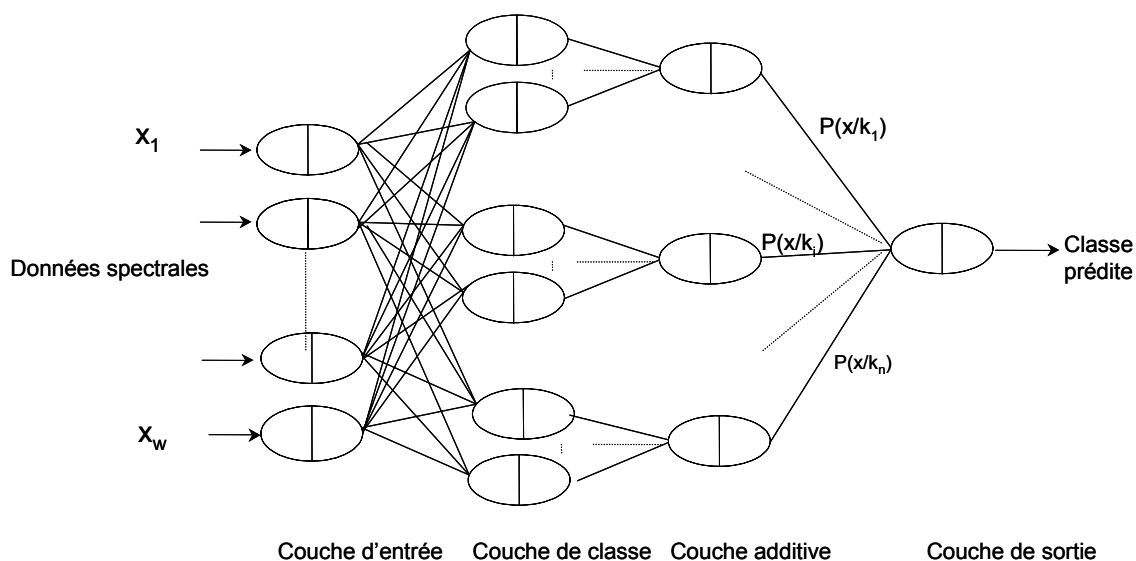 X1
Données spectrales
Xw
P(x/k1)
P(x/ki)
P(x/kn)
Classe
prédite
Couche d’entrée
Couche de classe
Couche additive
Couche de sortie